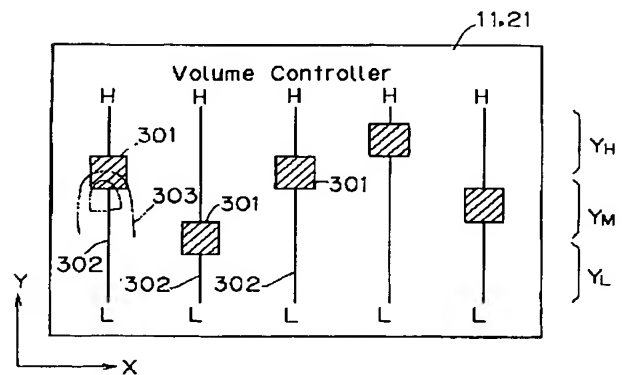 11.21
Volume Controller
H H H H H
301
303
301
301
302
302
302
L L L L L
YH
YM
YL
Y
X